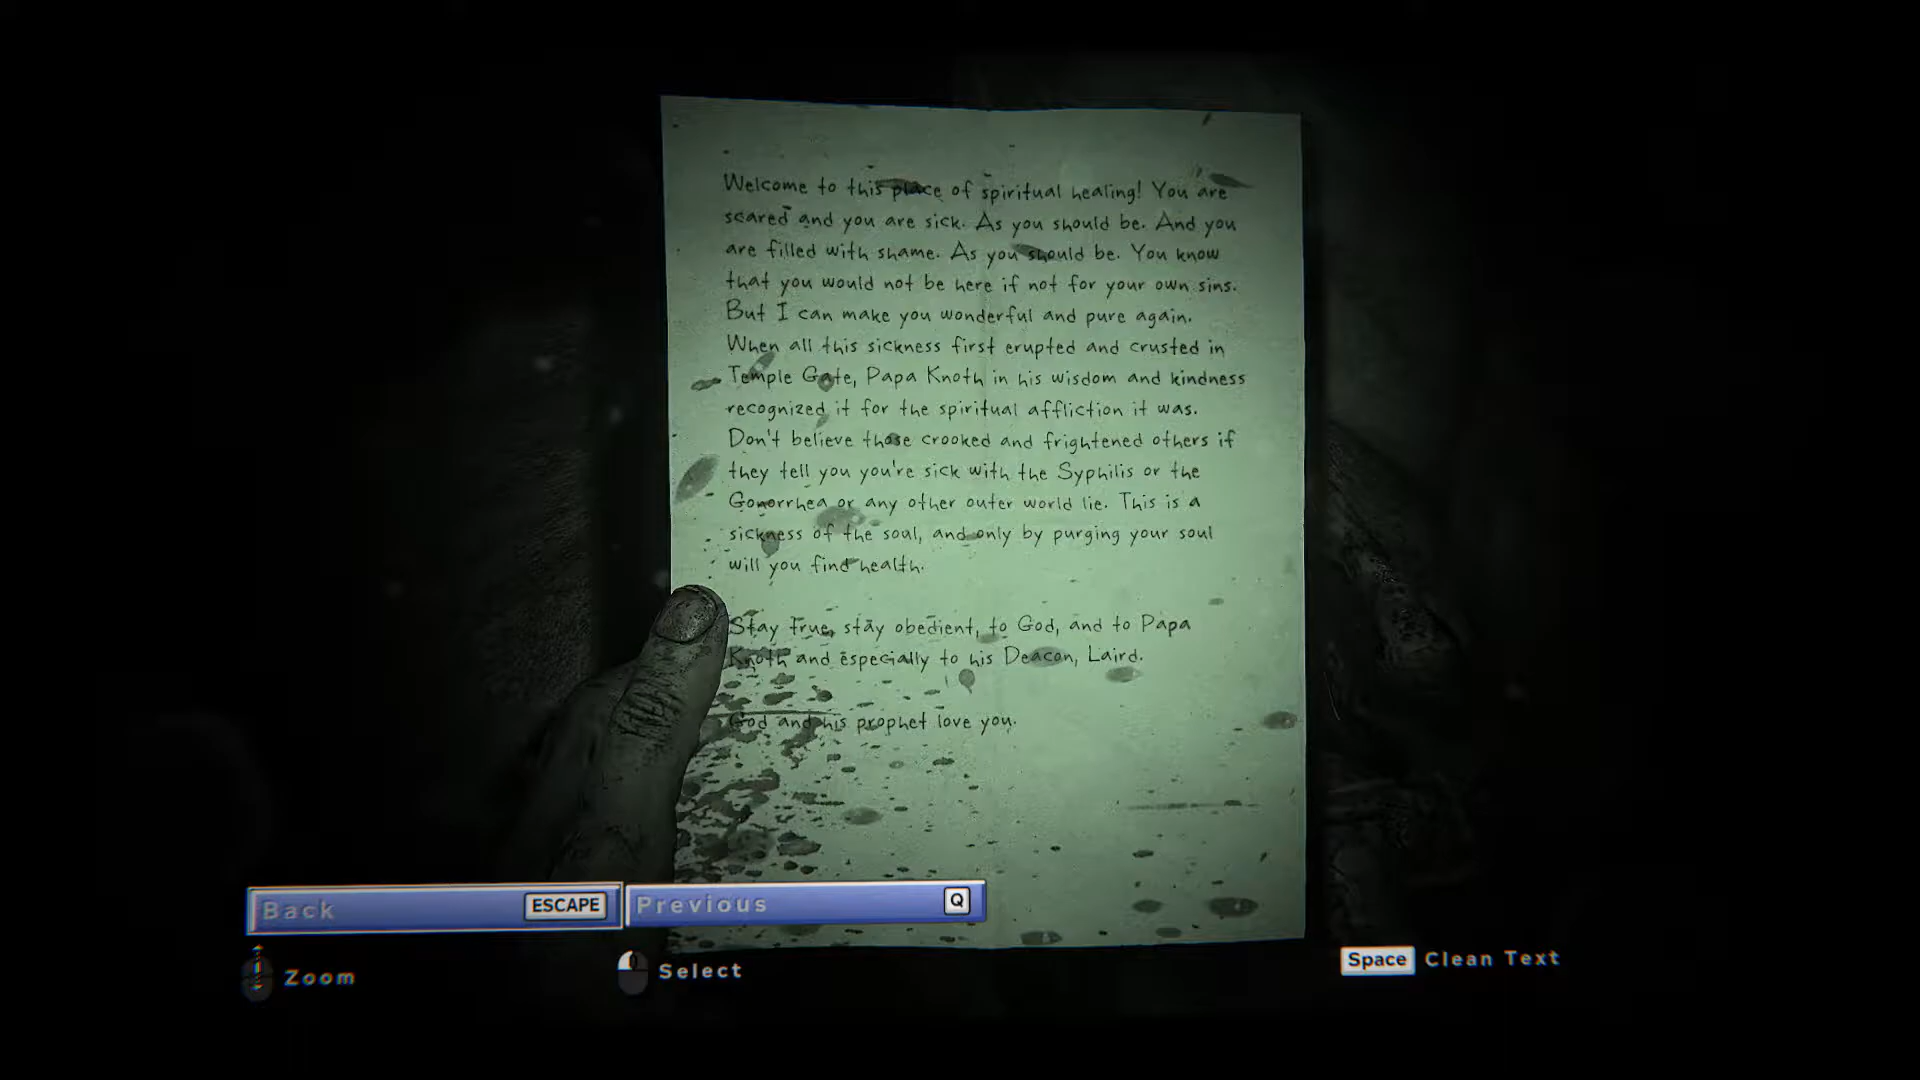 Welcome to this place of spiritual healing! You are
scared and you are sick. As you should be. And you
are filled with shame. As you should be. You know
that you would not be here if not for your own sins.
But I can make you wonderful and pure again.
When all this sickness first erupted and crusted in
Temple Gate, Papa Knoth in his wisdom and kindness
recognized it for the spiritual affliction it was.
Don't believe those crooked and frightened others if
they tell you you're sick with the Syphilis or the
Gonorrhea or any other outer world lie. This is a
sickness of the soul, and only by purging your soul
will you find health.
Stay true, stay obedient, to God, and to Papa
Knoth and especially to his Deacon, Laird.
God and his prophet love you.
Back ESCAPE Previous Q
Zoom Select Space Clean Text